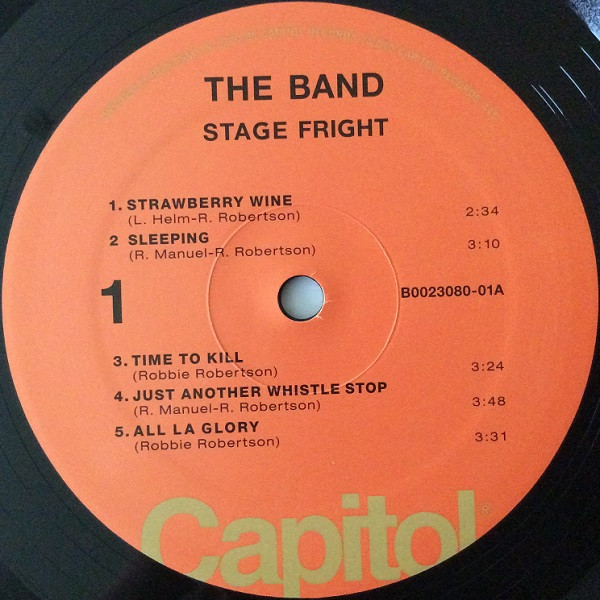 THE BAND
STAGE FRIGHT
1. STRAWBERRY WINE
(L. Helm-R. Robertson) 2:34
2 SLEEPING
(R. Manuel-R. Robertson) 3:10
1
B0023080-01A
3. TIME TO KILL
(Robbie Robertson) 3:24
4. JUST ANOTHER WHISTLE STOP
(R. Manuel-R. Robertson) 3:48
5. ALL LA GLORY
(Robbie Robertson) 3:31
Capitol®